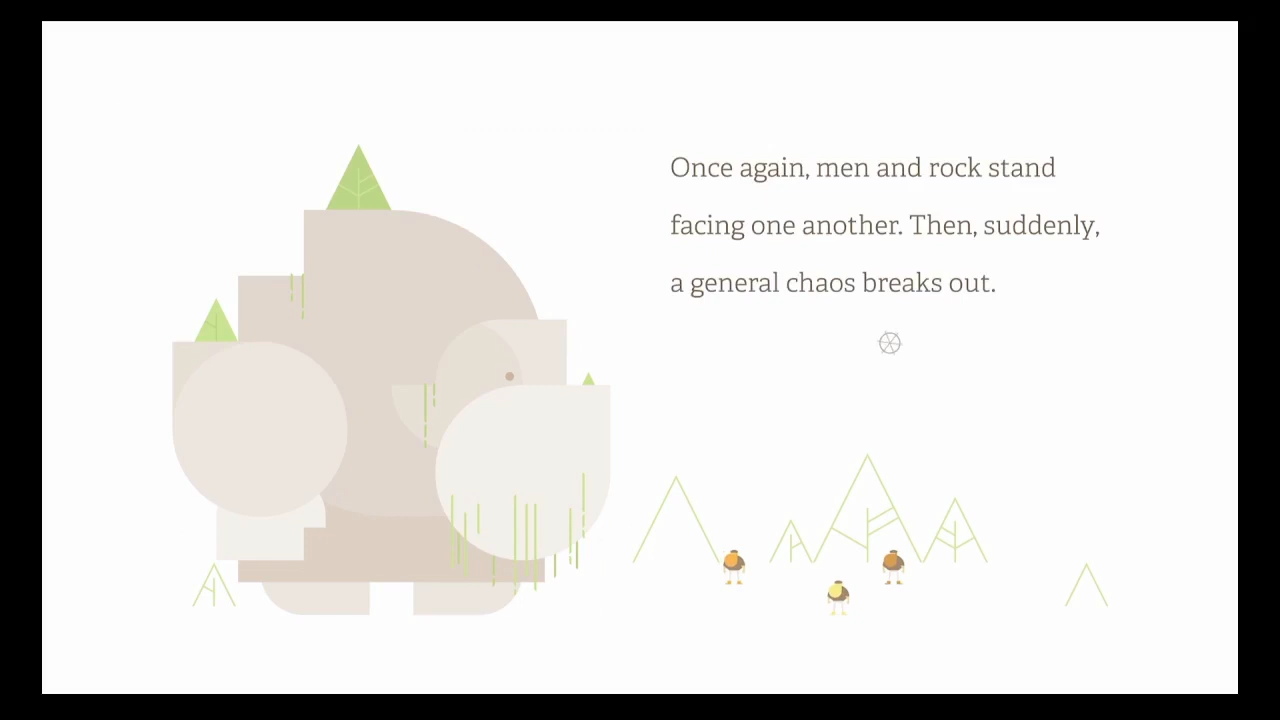 Once again, men and rock stand
facing one another. Then, suddenly,
a general chaos breaks out.